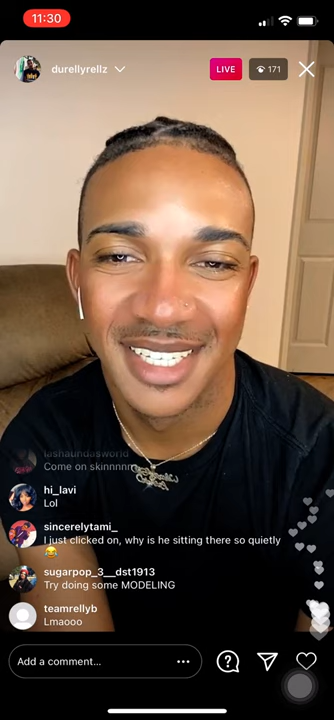 11:30
durellyrellz
LIVE
171
lashaundasworld
Come on skinnnnn
hi_lavi
Lol
sincerelytami_
I just clicked on, why is he sitting there so quietly
😂
sugarpop_3__dst1913
Try doing some MODELING
teamrellyb
Lmaooo
Add a comment...